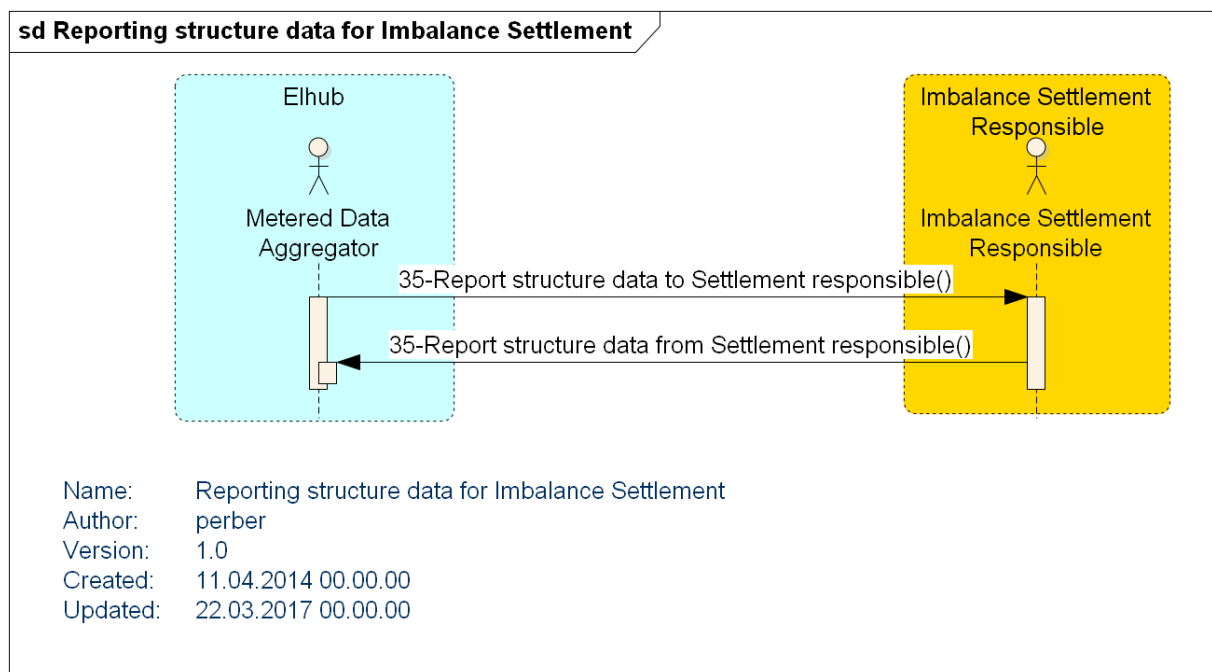 sd Reporting structure data for Imbalance Settlement
Elhub
Metered Data
Aggregator
Imbalance Settlement
Responsible
Imbalance Settlement
Responsible
35-Report structure data to Settlement responsible()
35-Report structure data from Settlement responsible()
Name: Reporting structure data for Imbalance Settlement
Author: perber
Version: 1.0
Created: 11.04.2014 00.00.00
Updated: 22.03.2017 00.00.00